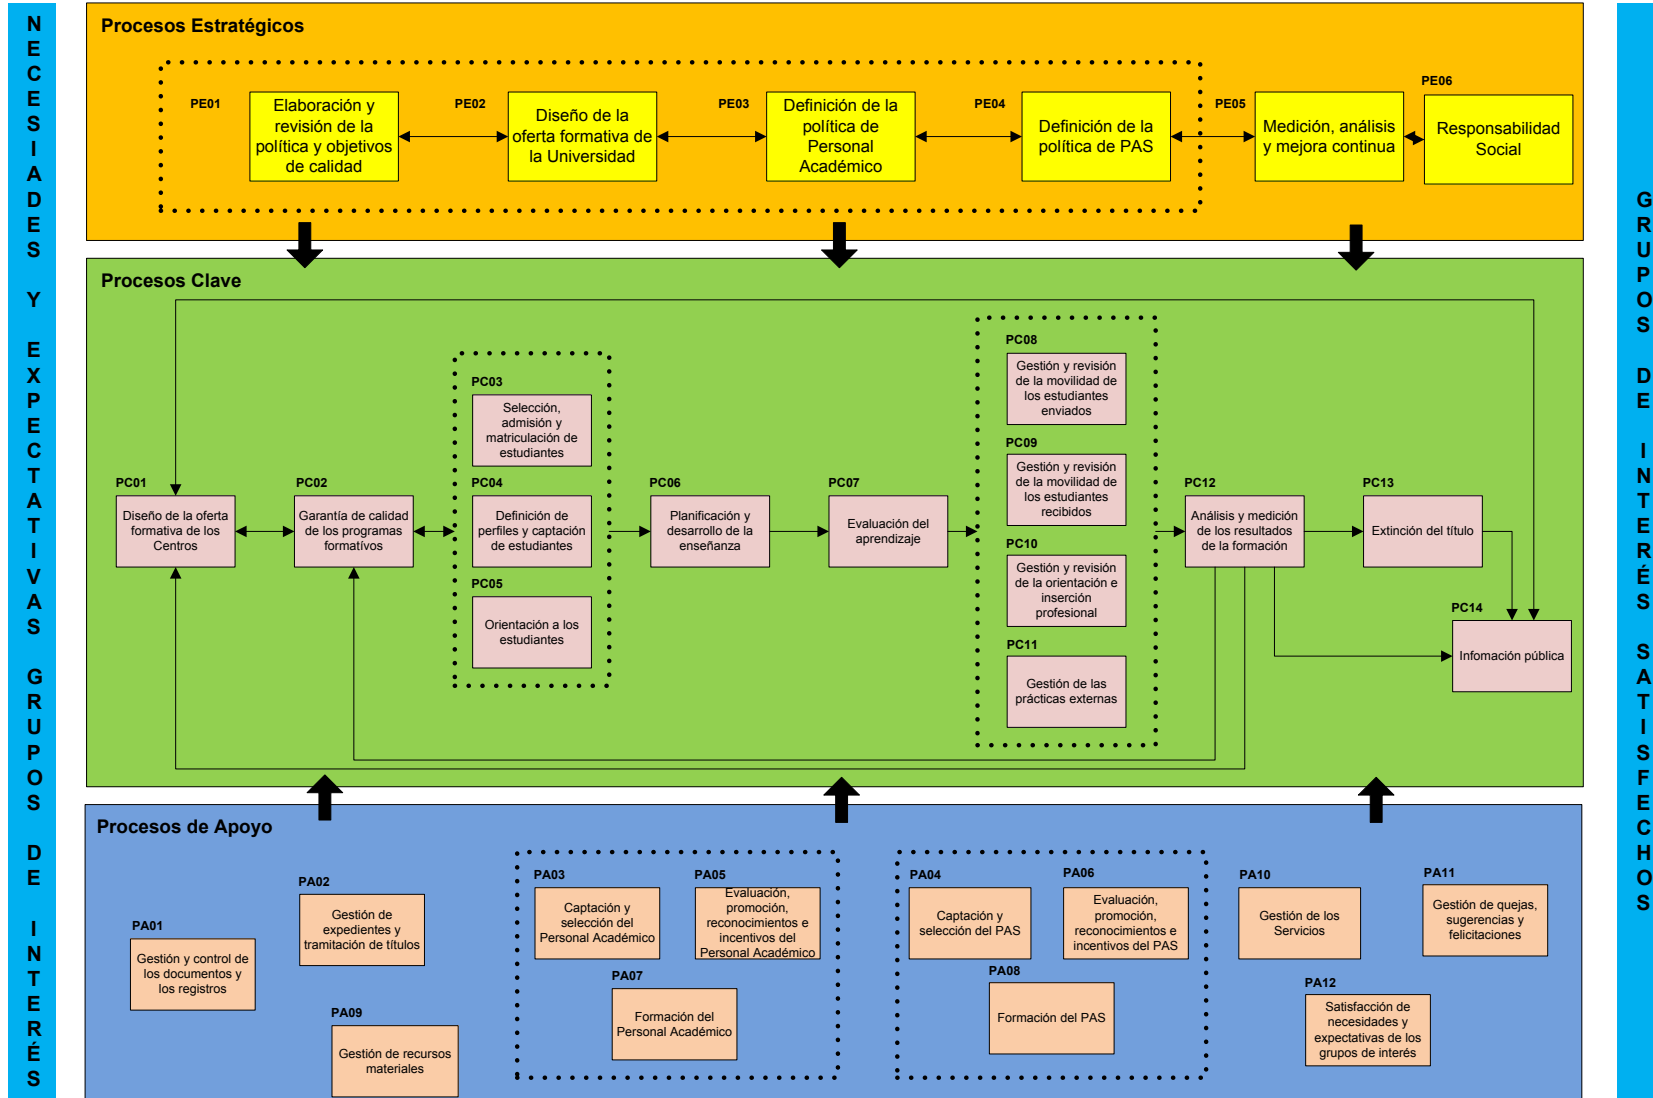 NECESIADES Y EXPECTATIVAS GRUPOS DE INTERÉS
Procesos Estratégicos
PE01
Elaboración y
revisión de la
política y objetivos
de calidad
PE02
Diseño de la
oferta formativa de
la Universidad
PE03
Definición de la
política de
Personal
Académico
PE04
Definición de la
política de PAS
PE05
Medición, análisis
y mejora continua
PE06
Responsabilidad
Social
Procesos Clave
PC01
Diseño de la oferta
formativa de los
Centros
PC02
Garantía de calidad
de los programas
formatívos
PC03
Selección,
admisión y
matriculación de
estudiantes
PC04
Definición de
perfiles y captación
de estudiantes
PC05
Orientación a los
estudiantes
PC06
Planificación y
desarrollo de la
enseñanza
PC07
Evaluación del
aprendizaje
PC08
Gestión y revisión
de la movilidad de
los estudiantes
enviados
PC09
Gestión y revisión
de la movilidad de
los estudiantes
recibidos
PC10
Gestión y revisión
de la orientación e
inserción
profesional
PC11
Gestión de las
prácticas externas
PC12
Análisis y medición
de los resultados
de la formación
PC13
Extinción del título
PC14
Infomación pública
Procesos de Apoyo
PA01
Gestión y control de
los documentos y
los registros
PA02
Gestión de
expedientes y
tramitación de títulos
PA09
Gestión de recursos
materiales
PA03
Captación y
selección del
Personal Académico
PA05
Evaluación,
promoción,
reconocimientos e
incentivos del
Personal Académico
PA07
Formación del
Personal Académico
PA04
Captación y
selección del PAS
PA06
Evaluación,
promoción,
reconocimientos e
incentivos del PAS
PA08
Formación del PAS
PA10
Gestión de los
Servicios
PA11
Gestión de quejas,
sugerencias y
felicitaciones
PA12
Satisfacción de
necesidades y
expectativas de los
grupos de interés
GRUPOS DE INTERÉS SATISFECHOS